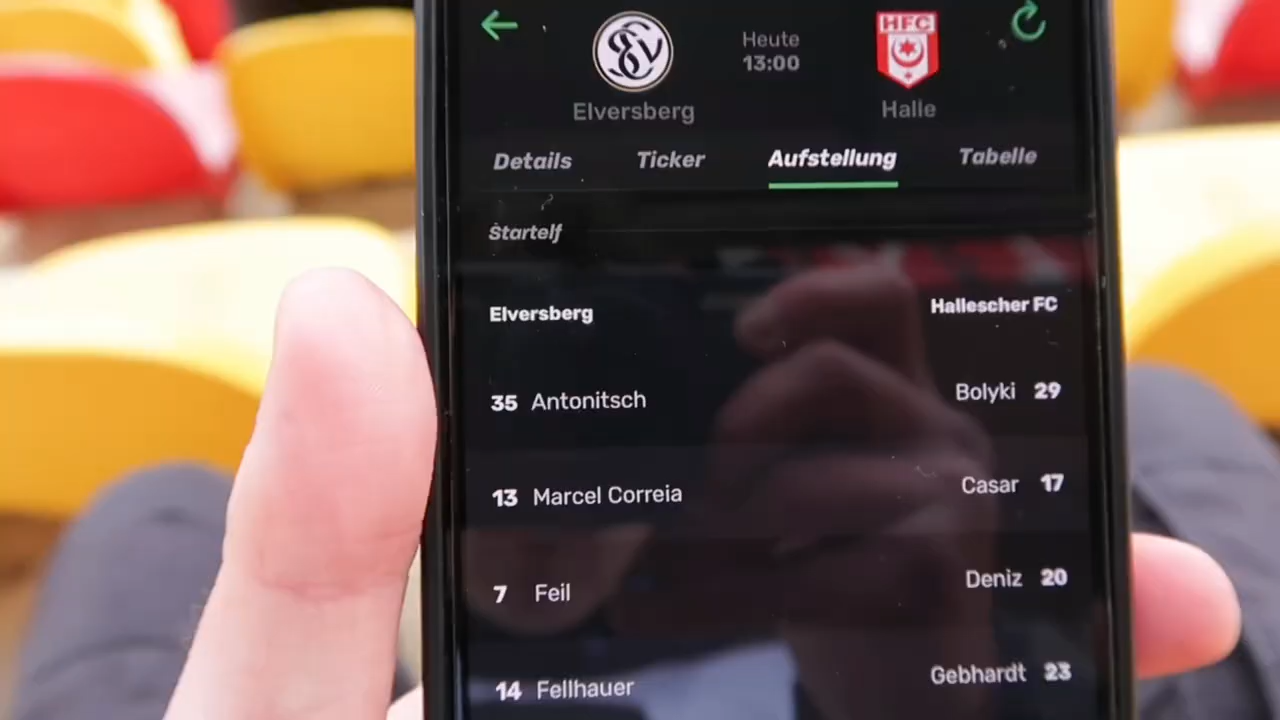 HFC
Heute
13:00
Elversberg
Halle
Details Ticker Aufstellung Tabelle
Startelf
Elversberg
Hallescher FC
35 Antonitsch
Bolyki 29
13 Marcel Correia
Casar 17
7 Feil
Deniz 20
14 Fellhauer
Gebhardt 23